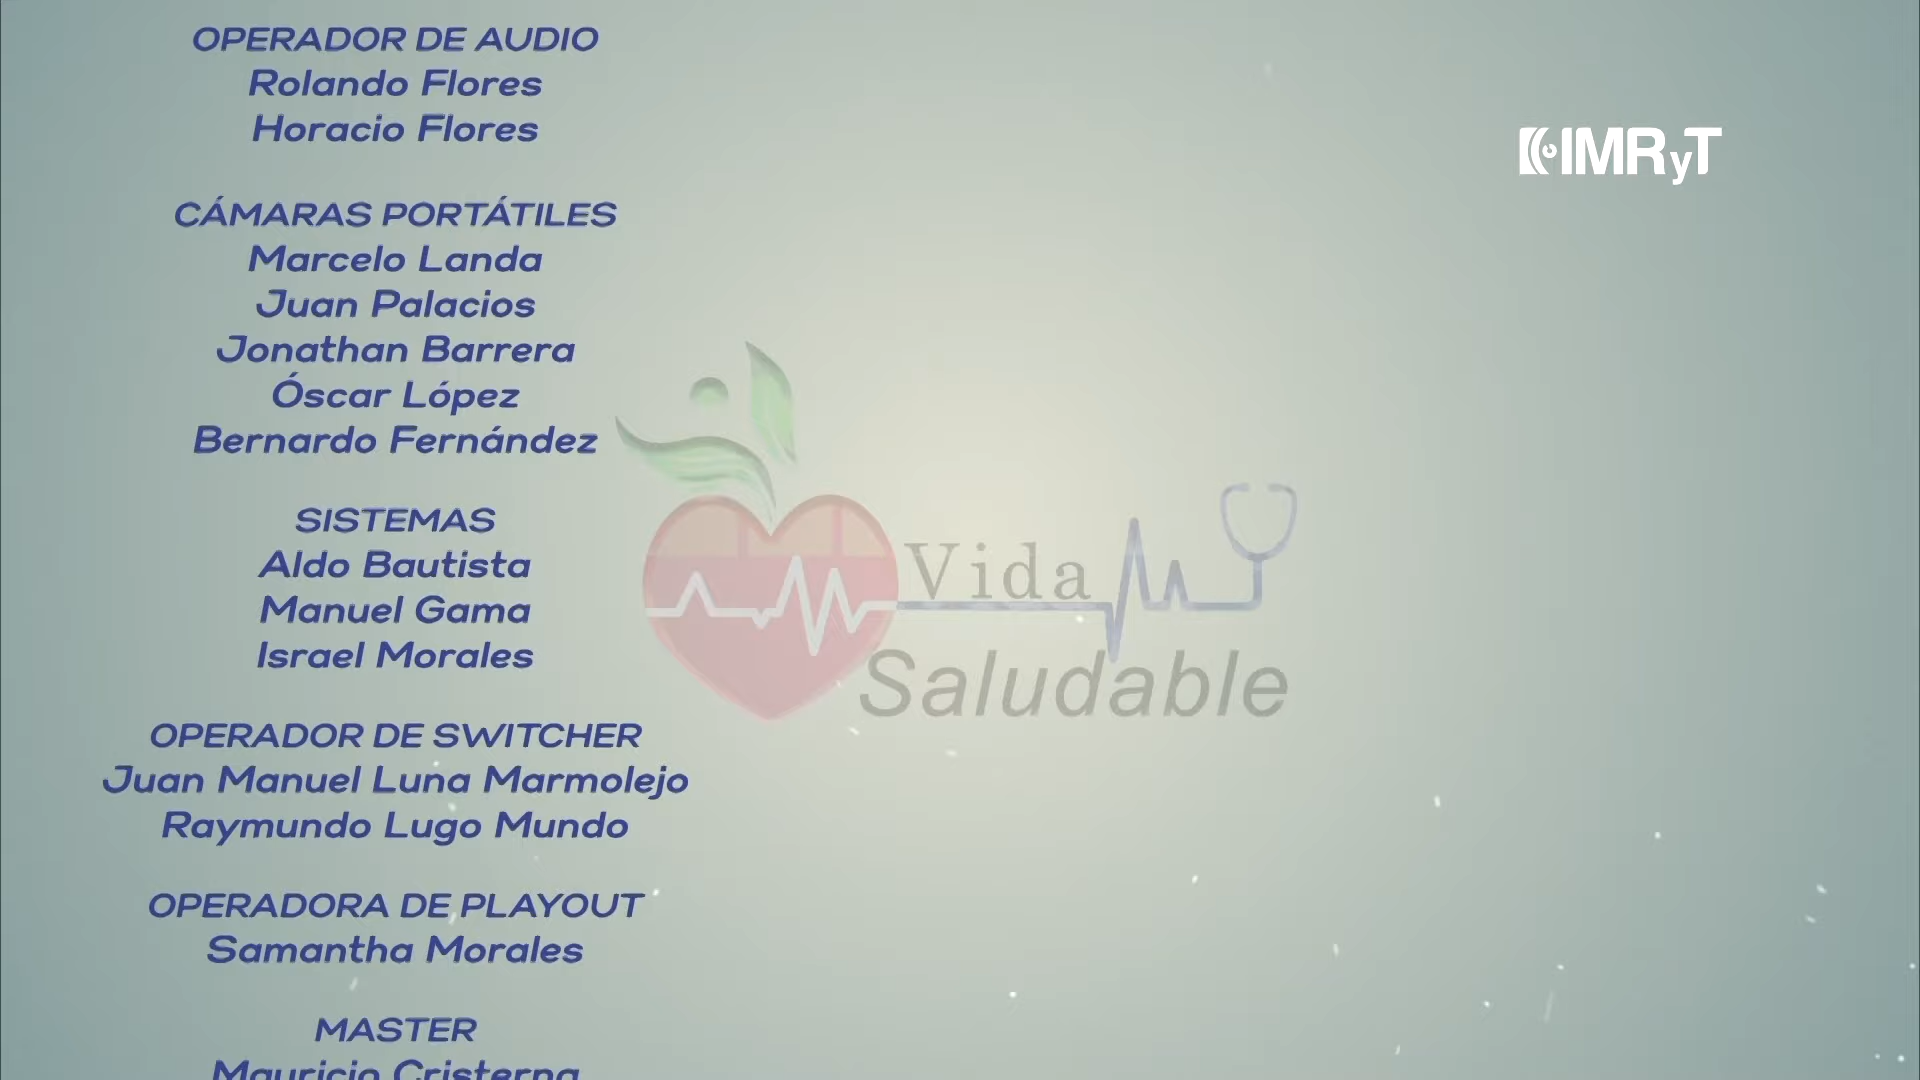 OPERADOR DE AUDIO
Rolando Flores
Horacio Flores
CÁMARAS PORTÁTILES
Marcelo Landa
Juan Palacios
Jonathan Barrera
Óscar López
Bernardo Fernández
SISTEMAS
Aldo Bautista
Manuel Gama
Israel Morales
OPERADOR DE SWITCHER
Juan Manuel Luna Marmolejo
Raymundo Lugo Mundo
OPERADORA DE PLAYOUT
Samantha Morales
MASTER
Mauricio Cristerna
IMRyT
Vida
Saludable